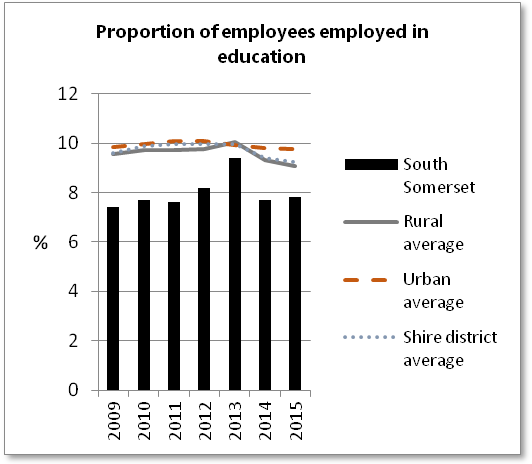 Proportion of employees employed in
education
12
10
8
6
4
2
0
%
2009
2010
2011
2012
2013
2014
2015
South
Somerset
Rural
average
Urban
average
Shire district
average